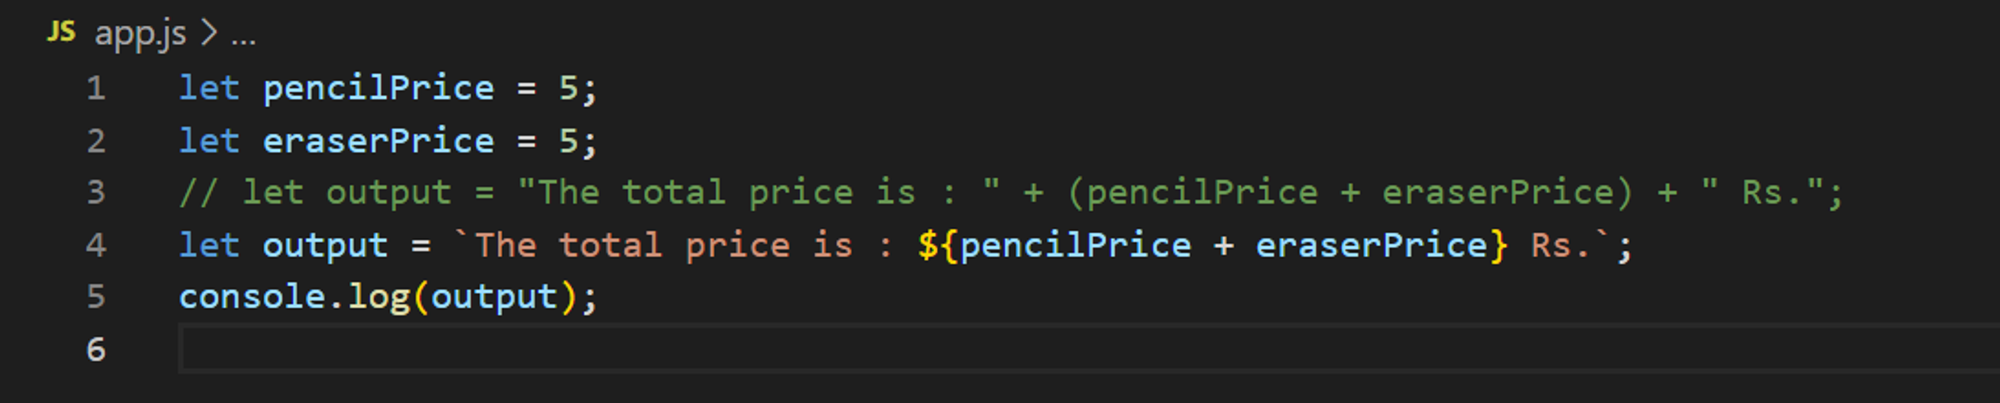 JS app.js > ...
1 let pencilPrice = 5;
2 let eraserPrice = 5;
3 // let output = "The total price is : " + (pencilPrice + eraserPrice) + " Rs.";
4 let output = `The total price is : ${pencilPrice + eraserPrice} Rs.`;
5 console.log(output);
6